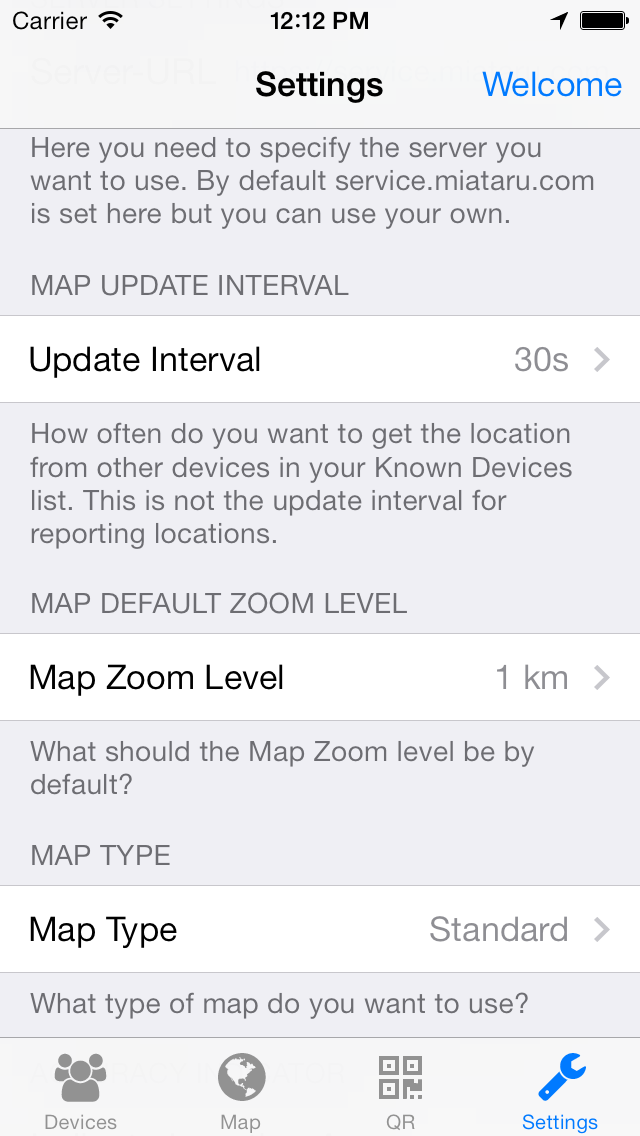 Carrier 12:12 PM
Server-URL
Settings Welcome
Here you need to specify the server you
want to use. By default service.miataru.com
is set here but you can use your own.
MAP UPDATE INTERVAL
Update Interval 30s
How often do you want to get the location
from other devices in your Known Devices
list. This is not the update interval for
reporting locations.
MAP DEFAULT ZOOM LEVEL
Map Zoom Level 1 km
What should the Map Zoom level be by
default?
MAP TYPE
Map Type Standard
What type of map do you want to use?
Devices Map QR Settings